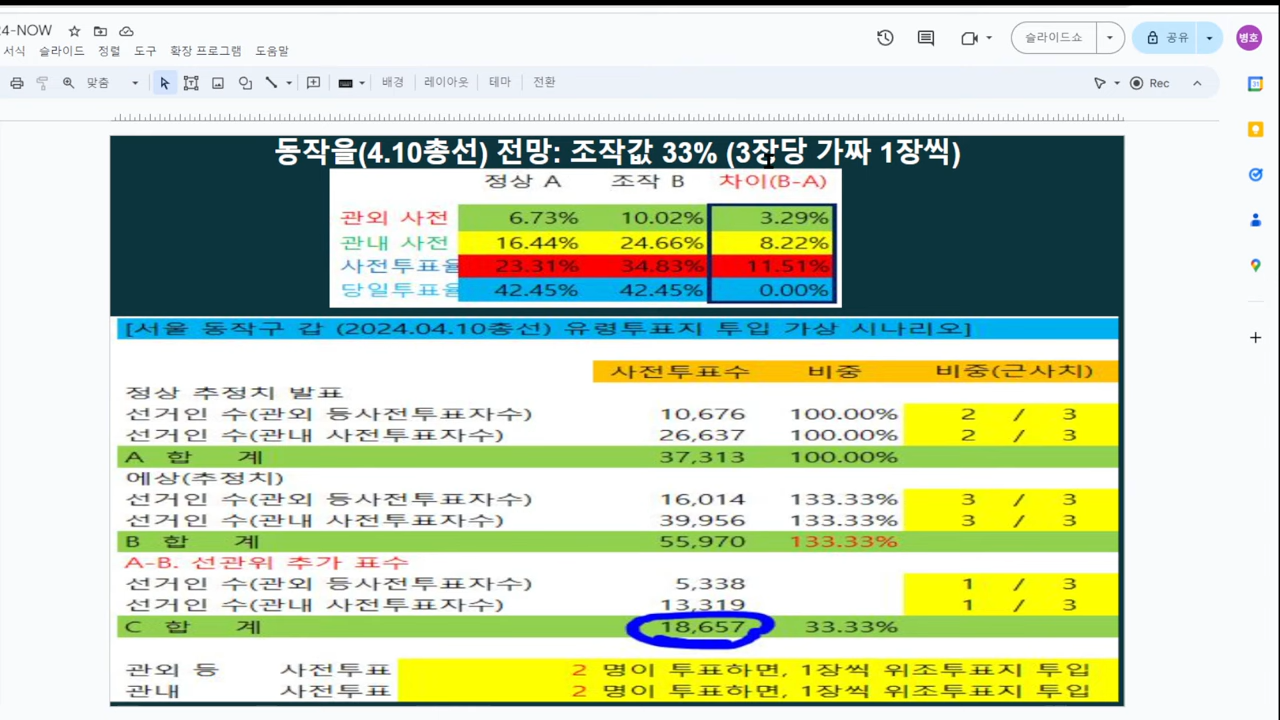 24-NOW
서식 슬라이드 정렬 도구 확장 프로그램 도움말
슬라이드쇼 공유 병호
맞춤 배경 레이아웃 테마 전환 Rec
동작을(4.10총선) 전망: 조작값 33% (3장당 가짜 1장씩)
정상 A 조작 B 차이(B-A)
관외 사전 6.73% 10.02% 3.29%
관내 사전 16.44% 24.66% 8.22%
사전투표율 23.31% 34.83% 11.51%
당일투표율 42.45% 42.45% 0.00%
[서울 동작구 갑 (2024.04.10총선) 유령투표지 투입 가상 시나리오]
사전투표수 비중 비중(근사치)
정상 추정치 발표
선거인 수(관외 등사전투표자수) 10,676 100.00% 2 / 3
선거인 수(관내 사전투표자수) 26,637 100.00% 2 / 3
A 합 계 37,313 100.00%
에상(추정치)
선거인 수(관외 등사전투표자수) 16,014 133.33% 3 / 3
선거인 수(관내 사전투표자수) 39,956 133.33% 3 / 3
B 합 계 55,970 133.33%
A-B. 선관위 추가 표수
선거인 수(관외 등사전투표자수) 5,338 1 / 3
선거인 수(관내 사전투표자수) 13,319 1 / 3
C 합 계 18,657 33.33%
관외 등 사전투표 2 명이 투표하면, 1장씩 위조투표지 투입
관내 사전투표 2 명이 투표하면, 1장씩 위조투표지 투입